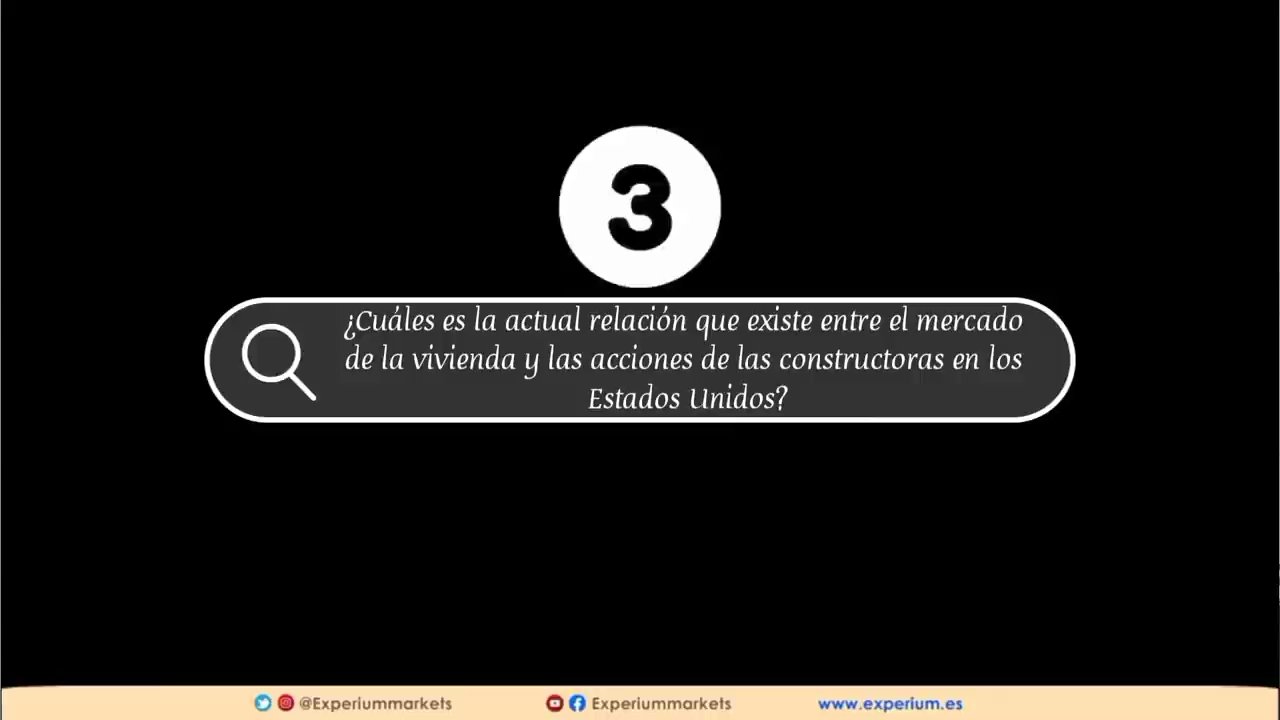 3
¿Cuáles es la actual relación que existe entre el mercado
de la vivienda y las acciones de las constructoras en los
Estados Unidos?
@Experiummarkets
Experiummarkets
www.experium.es